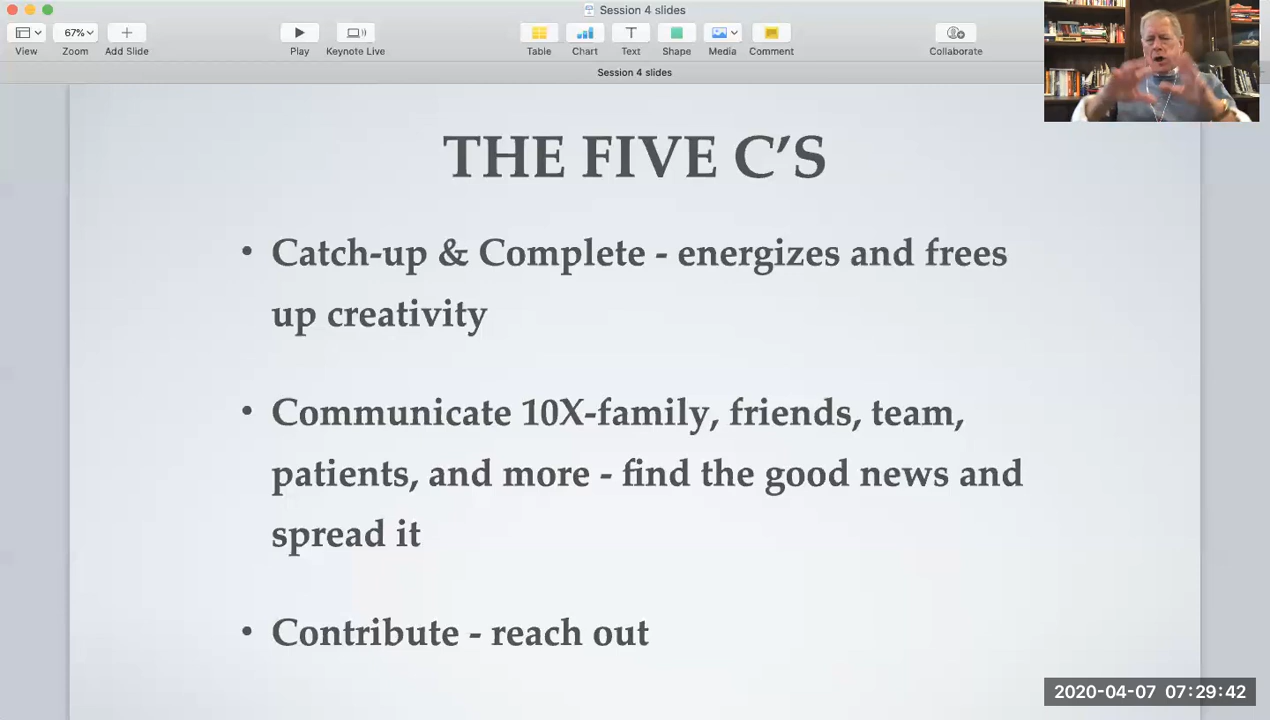 Session 4 slides
67%
View
Zoom
Add Slide
Play
Keynote Live
Table
Chart
Text
Shape
Media
Comment
Collaborate
Session 4 slides
THE FIVE C’S
• Catch-up & Complete - energizes and frees
up creativity
• Communicate 10X-family, friends, team,
patients, and more - find the good news and
spread it
• Contribute - reach out
2020-04-07 07:29:42